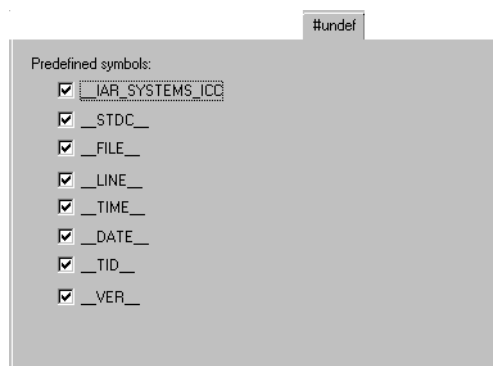 #undef
Predefined symbols:
__IAR_SYSTEMS_ICC
__STDC__
__FILE__
__LINE__
__TIME__
__DATE__
__TID__
__VER__